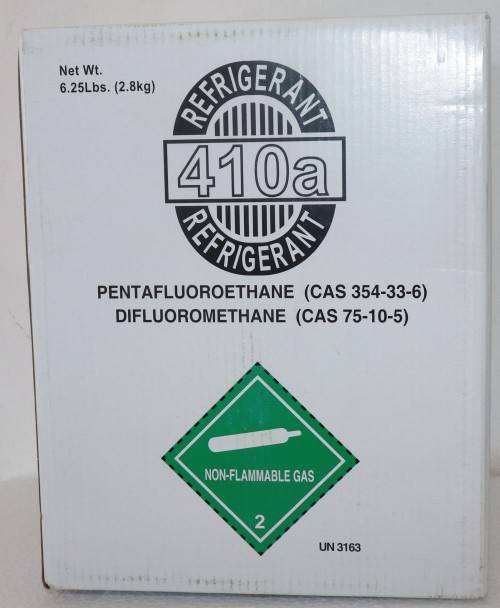 Net Wt.
6.25Lbs. (2.8kg)
REFRIGERANT
410a
REFRIGERANT
PENTAFLUOROETHANE (CAS 354-33-6)
DIFLUOROMETHANE (CAS 75-10-5)
NON-FLAMMABLE GAS
2
UN 3163